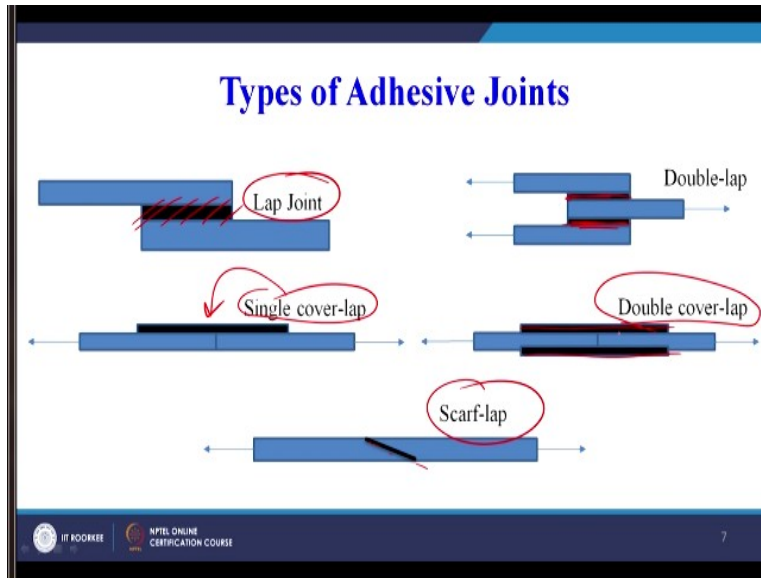 Types of Adhesive Joints
Lap Joint
Double-lap
Single cover-lap
Double cover-lap
Scarf-lap
IIT ROORKEE
NPTEL ONLINE
CERTIFICATION COURSE
7